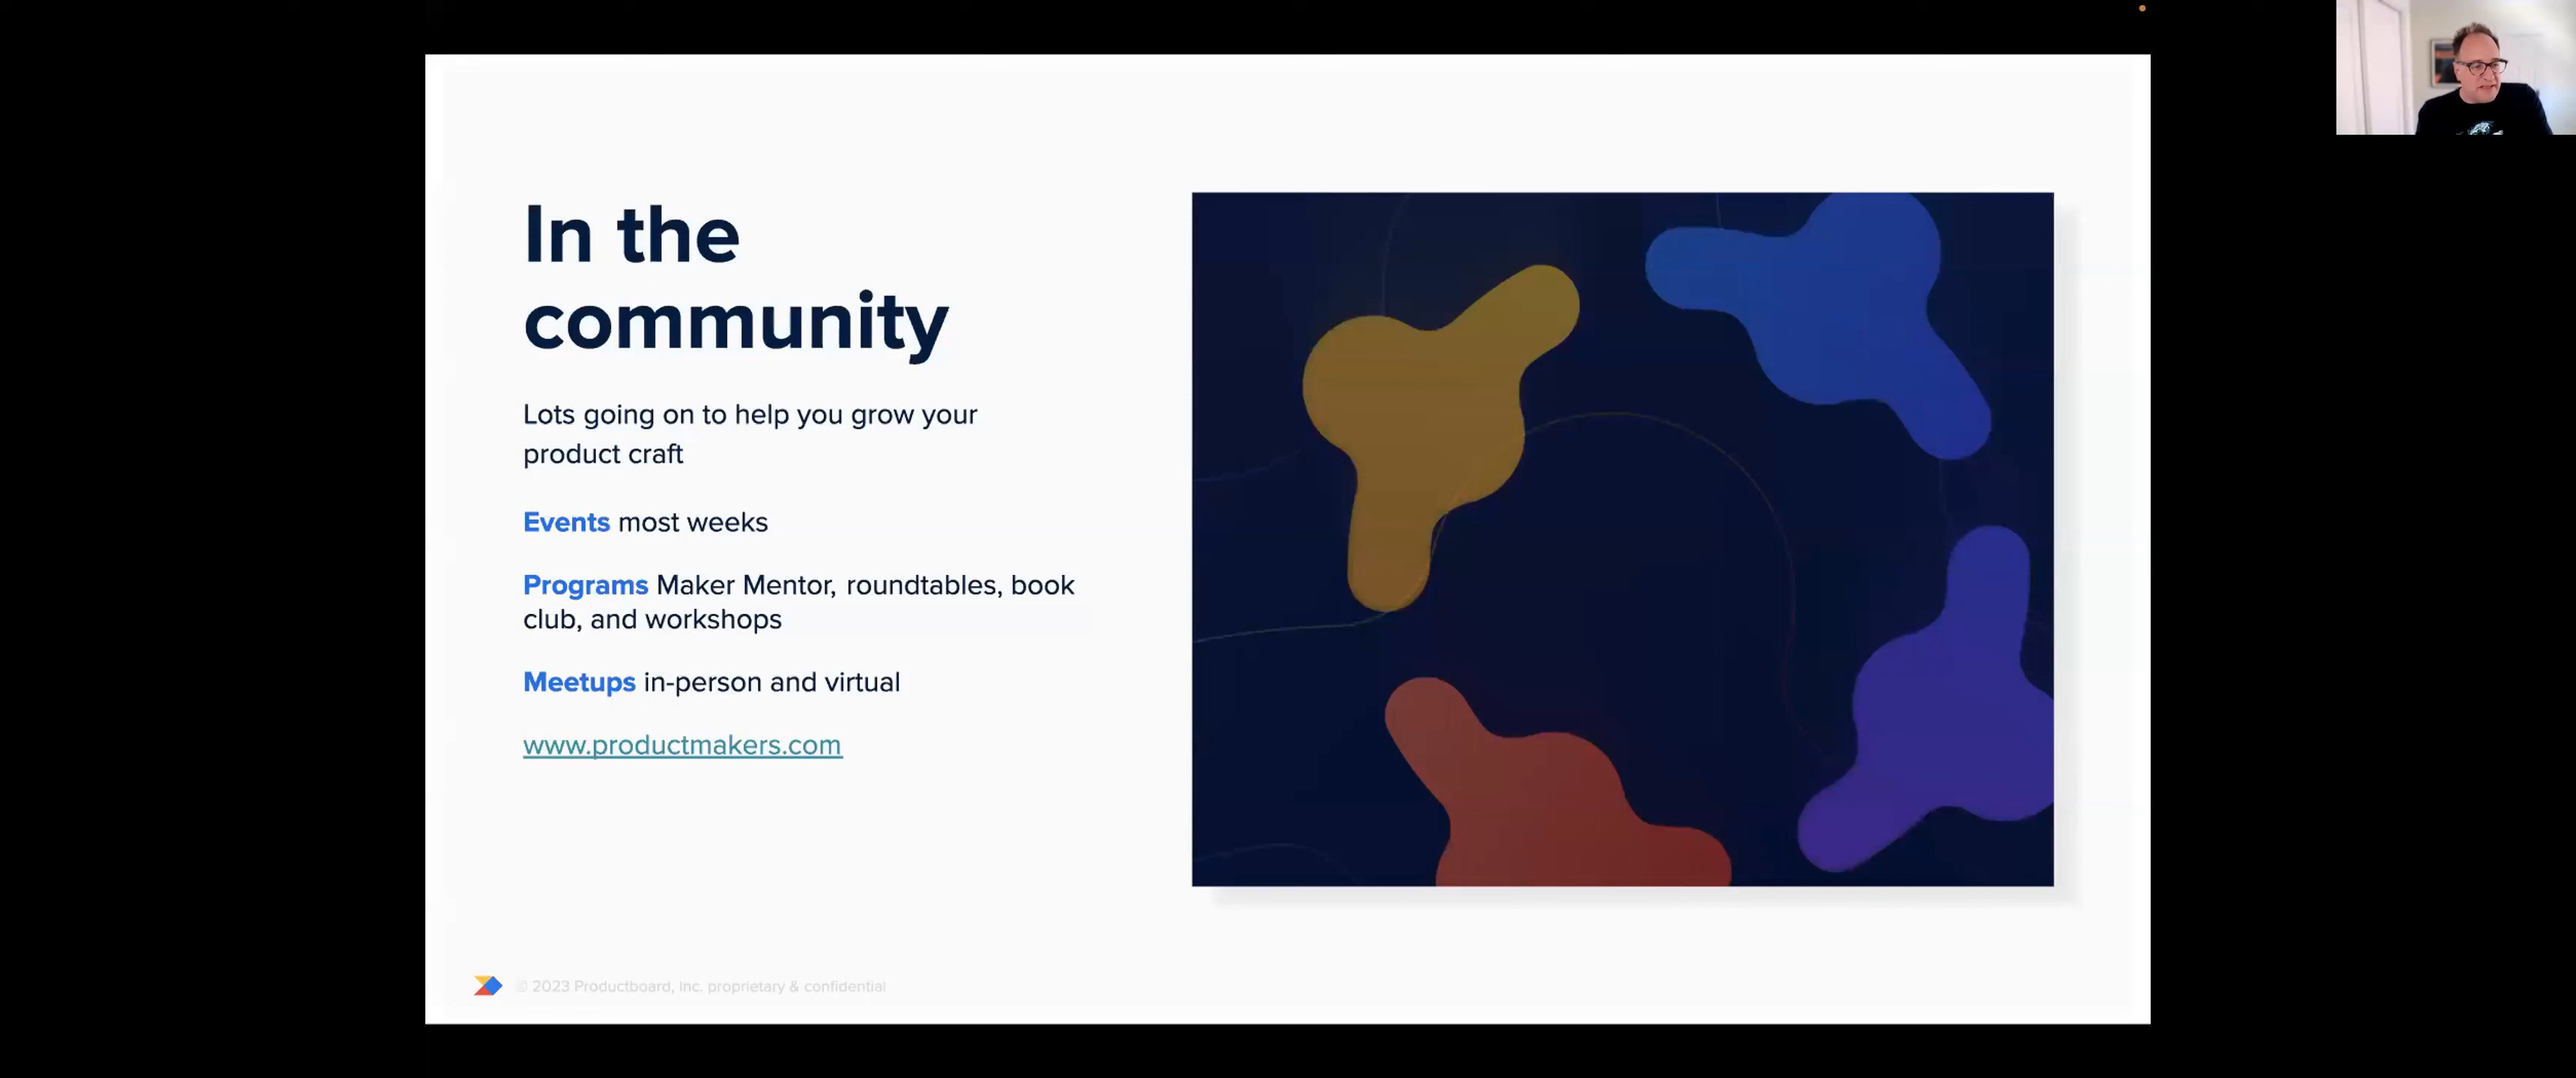 In the
community
Lots going on to help you grow your
product craft
Events most weeks
Programs Maker Mentor, roundtables, book
club, and workshops
Meetups in-person and virtual
www.productmakers.com
© 2023 Productboard, Inc. proprietary & confidential